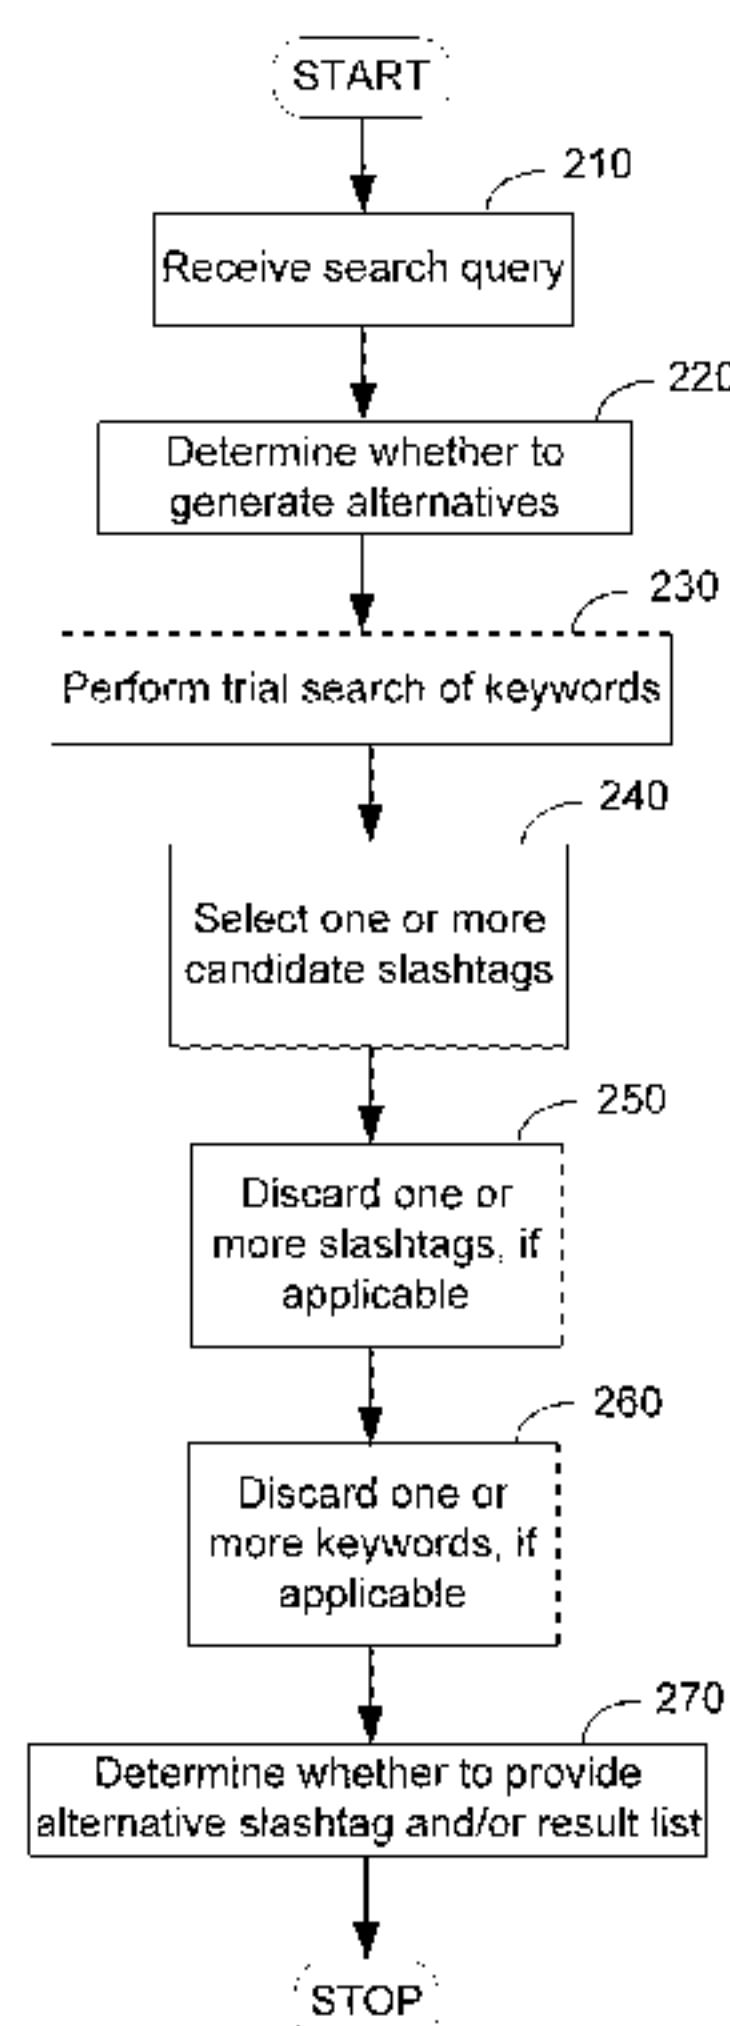 START
210
Receive search query
220
Determine whether to
generate alternatives
230
Perform trial search of keywords
240
Select one or more
candidate slashtags
250
Discard one or
more slashtags, if
applicable
260
Discard one or
more keywords, if
applicable
270
Determine whether to provide
alternative slashtag and/or result list
STOP